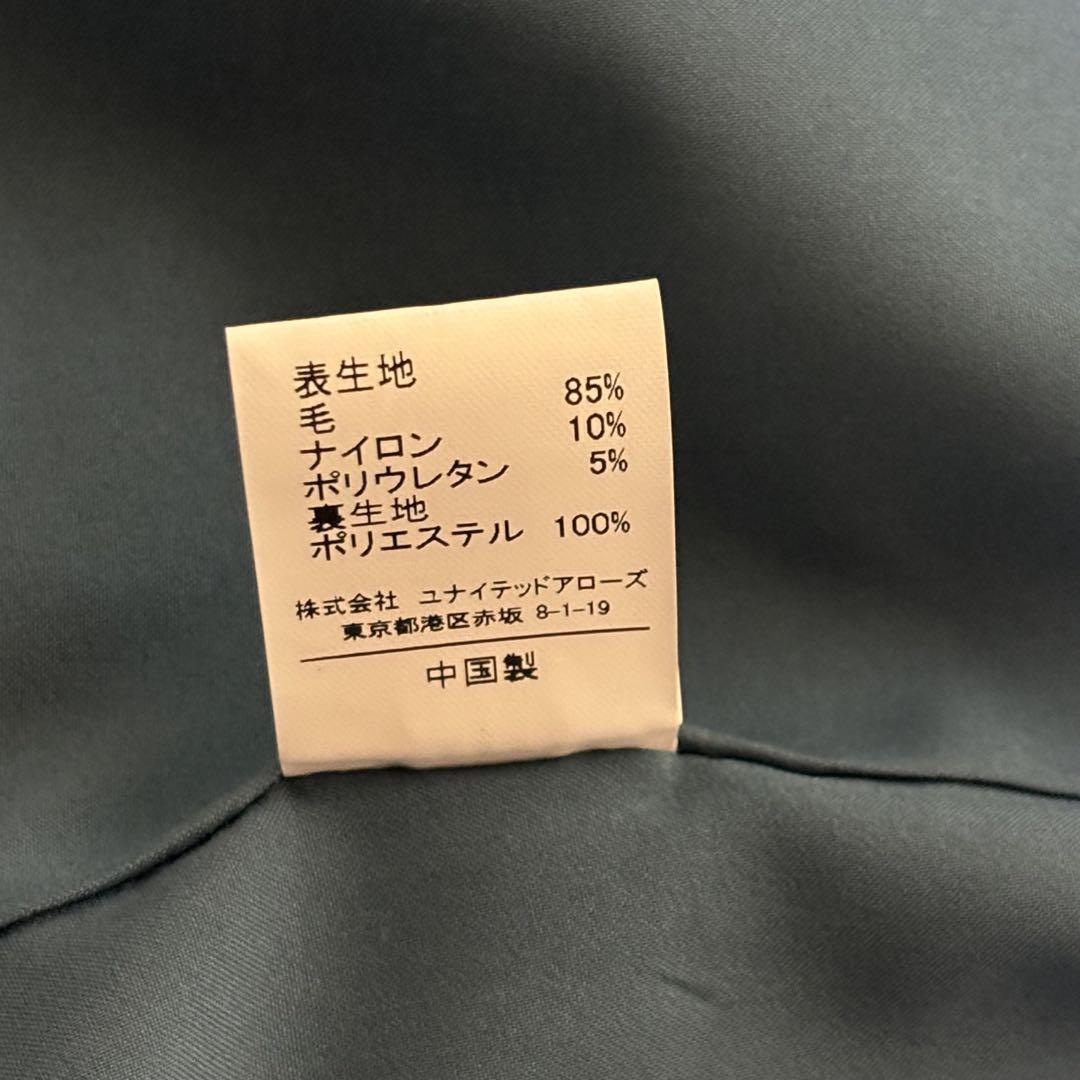 表生地
毛 85%
ナイロン 10%
ポリウレタン 5%
裏生地
ポリエステル 100%
株式会社 ユナイテッドアローズ
東京都港区赤坂 8-1-19
中国製